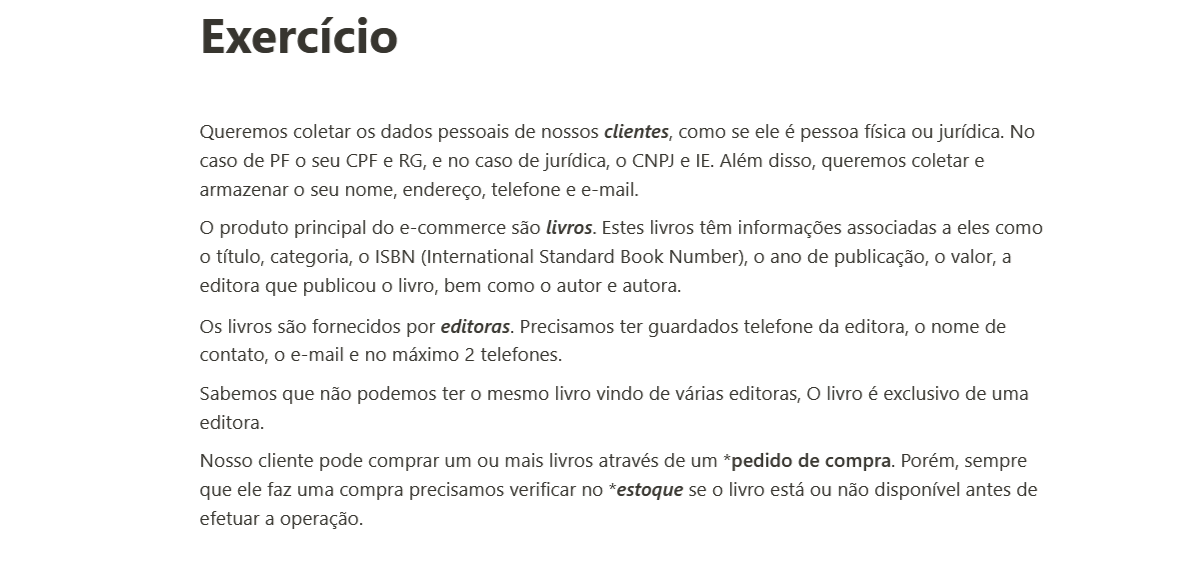 Exercício
Queremos coletar os dados pessoais de nossos clientes, como se ele é pessoa física ou jurídica. No
caso de PF o seu CPF e RG, e no caso de jurídica, o CNPJ e IE. Além disso, queremos coletar e
armazenar o seu nome, endereço, telefone e e-mail.
O produto principal do e-commerce são livros. Estes livros têm informações associadas a eles como
o título, categoria, o ISBN (International Standard Book Number), o ano de publicação, o valor, a
editora que publicou o livro, bem como o autor e autora.
Os livros são fornecidos por editoras. Precisamos ter guardados telefone da editora, o nome de
contato, o e-mail e no máximo 2 telefones.
Sabemos que não podemos ter o mesmo livro vindo de várias editoras, O livro é exclusivo de uma
editora.
Nosso cliente pode comprar um ou mais livros através de um *pedido de compra. Porém, sempre
que ele faz uma compra precisamos verificar no *estoque se o livro está ou não disponível antes de
efetuar a operação.